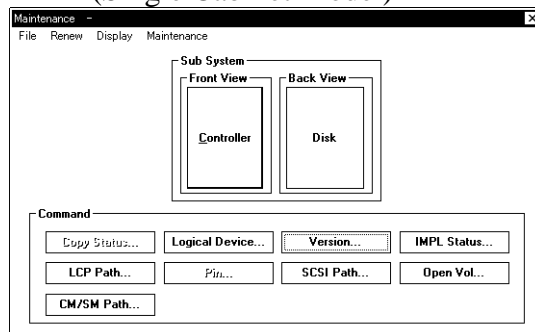 Maintenance -
File Renew Display Maintenance
Sub System
Front View Back View
Controller Disk
Command
Copy Status... Logical Device... Version... IMPL Status...
LCP Path... Pin... SCSI Path... Open Vol...
CM/SM Path...